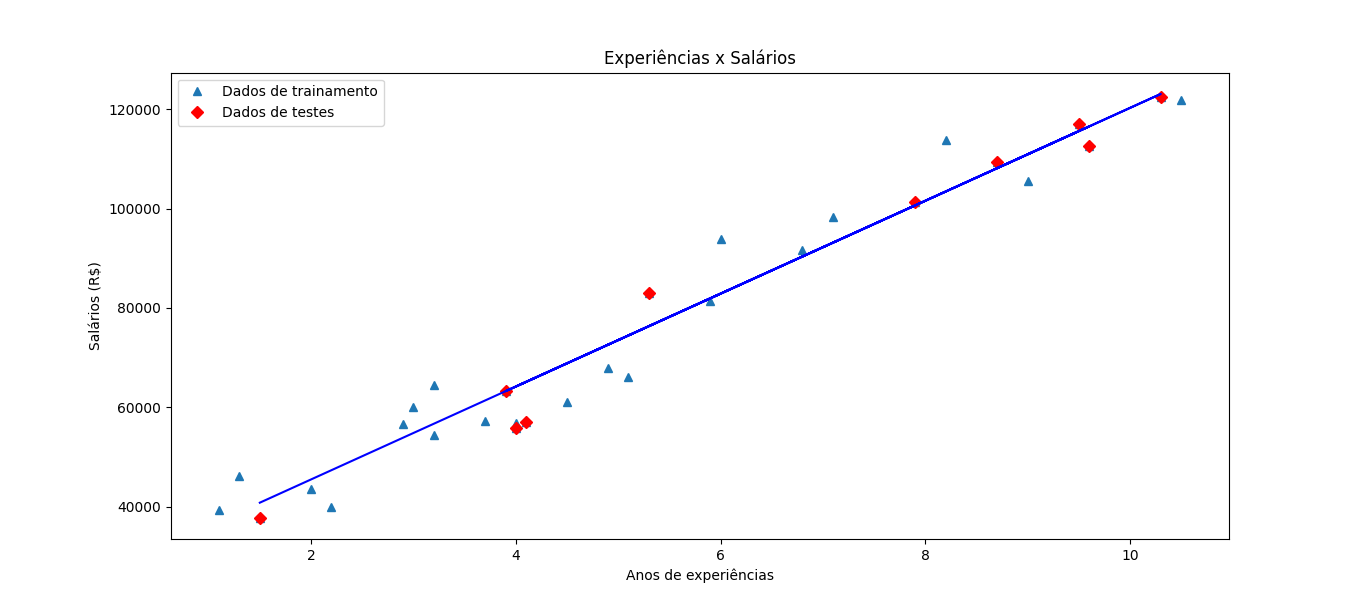 Experiências x Salários
Dados de trainamento
Dados de testes
120000
100000
80000
60000
40000
Salários (R$)
2 4 6 8 10
Anos de experiências